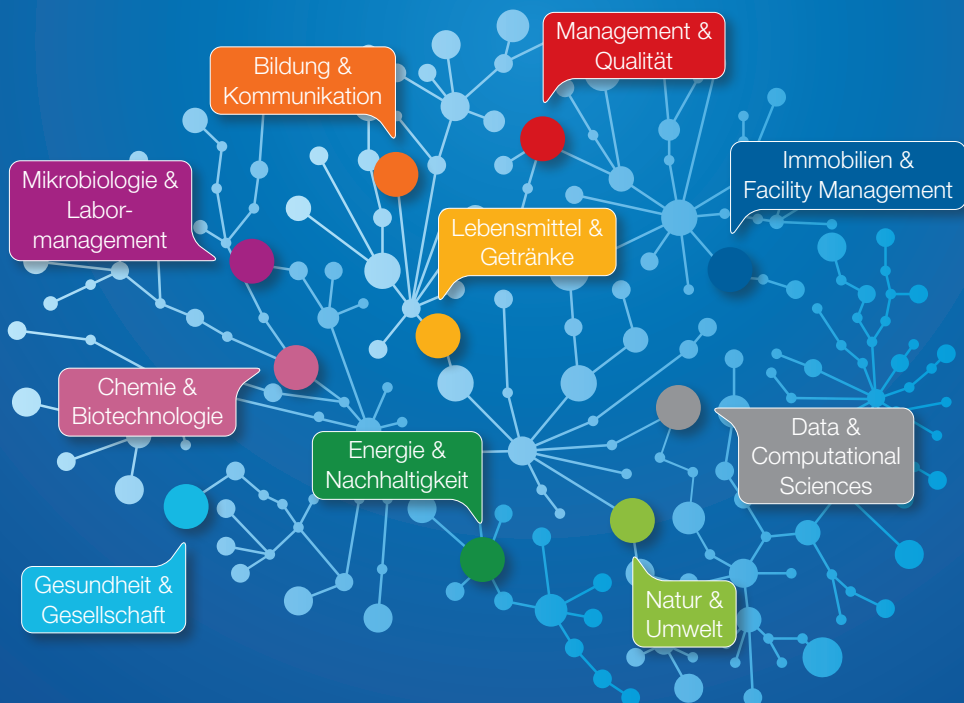 Management &
Qualität
Bildung &
Kommunikation
Immobilien &
Facility Management
Mikrobiologie &
Labor-
management
Lebensmittel &
Getränke
Chemie &
Biotechnologie
Data &
Computational
Sciences
Energie &
Nachhaltigkeit
Gesundheit &
Gesellschaft
Natur &
Umwelt